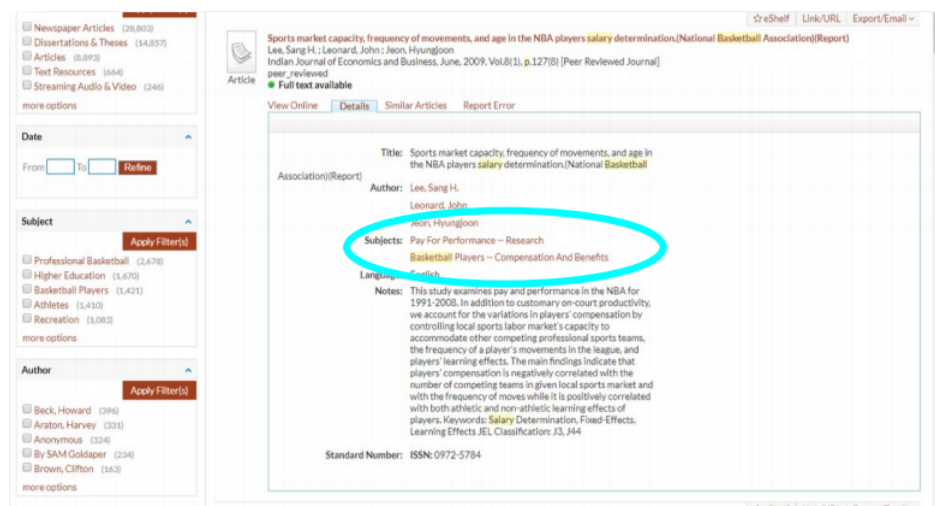 Newspaper Articles (28,803)
Dissertations & Theses (14,857)
Articles (8,893)
Text Resources (664)
Streaming Audio & Video (246)
more options
Date
From To Refine
Subject
Apply Filter(s)
Professional Basketball (2,678)
Higher Education (1,670)
Basketball Players (1,421)
Athletes (1,410)
Recreation (1,083)
more options
Author
Apply Filter(s)
Beck, Howard (396)
Araton, Harvey (331)
Anonymous (324)
By SAM Goldaper (234)
Brown, Clifton (163)
more options
eShelf Link/URL Export/Email
Article
Sports market capacity, frequency of movements, and age in the NBA players salary determination.(National Basketball Association)(Report)
Lee, Sang H. ; Leonard, John ; Jeon, Hyungjoon
Indian Journal of Economics and Business, June, 2009, Vol.8(1), p.127(8) [Peer Reviewed Journal]
peer_reviewed
Full text available
View Online Details Similar Articles Report Error
Title: Sports market capacity, frequency of movements, and age in
the NBA players salary determination.(National Basketball
Association)(Report)
Author: Lee, Sang H.
Leonard, John
Jeon, Hyungjoon
Subjects: Pay For Performance -- Research
Basketball Players -- Compensation And Benefits
Language: English
Notes: This study examines pay and performance in the NBA for
1991-2008. In addition to customary on-court productivity,
we account for the variations in players' compensation by
controlling local sports labor market's capacity to
accommodate other competing professional sports teams,
the frequency of a player's movements in the league, and
players' learning effects. The main findings indicate that
players' compensation is negatively correlated with the
number of competing teams in given local sports market and
with the frequency of moves while it is positively correlated
with both athletic and non-athletic learning effects of
players. Keywords: Salary Determination, Fixed-Effects,
Learning Effects JEL Classification: J3, J44
Standard Number: ISSN: 0972-5784